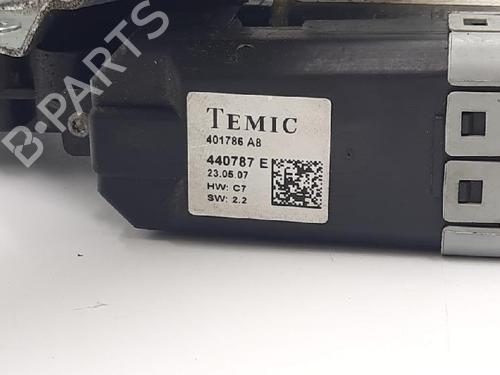 TEMIC
401786 A8
440787 E
23.05.07
HW: C7
SW: 2.2
B-PARTS